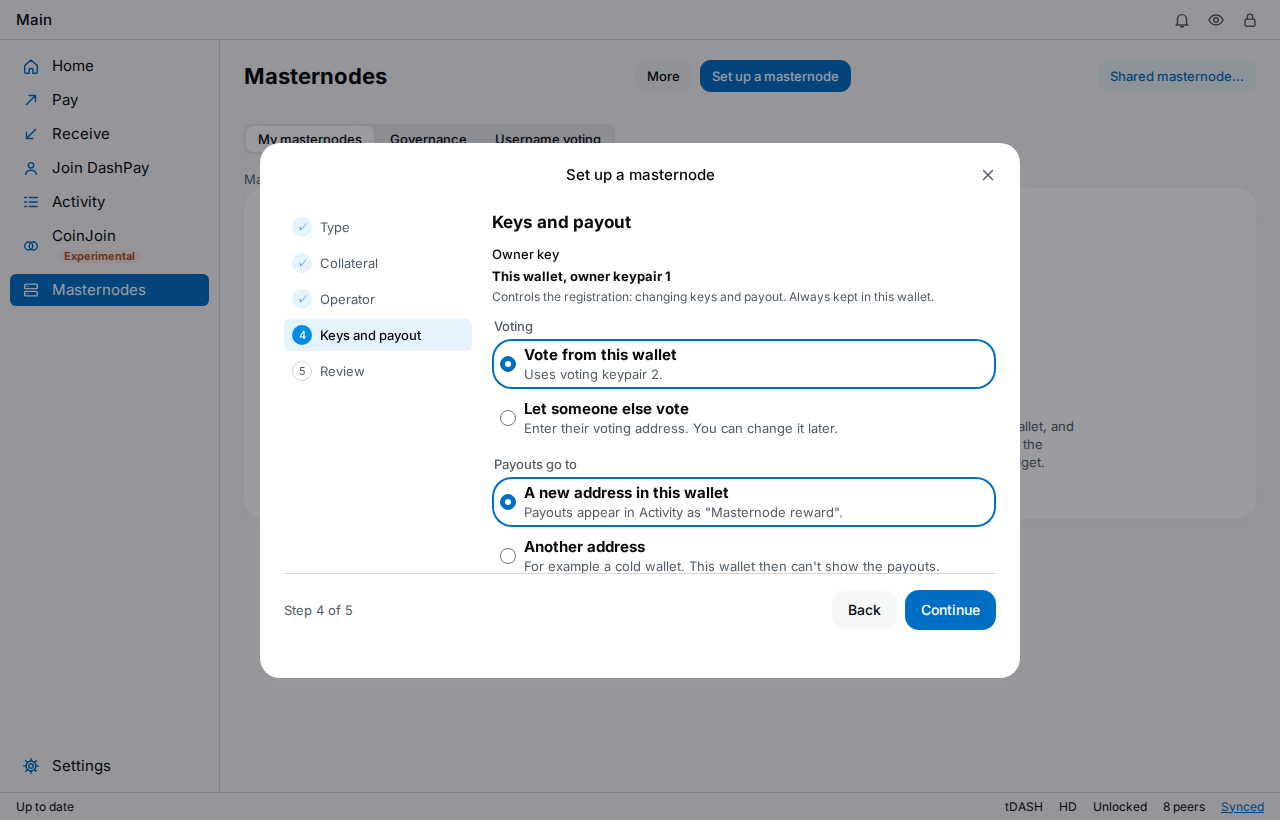 Main
Home
Pay
Receive
Join DashPay
Activity
CoinJoin
Experimental
Masternodes
Settings
Masternodes
More
Set up a masternode
Shared masternode...
My masternodes
Governance
Username voting
Set up a masternode
✓ Type
✓ Collateral
✓ Operator
4 Keys and payout
5 Review
Keys and payout
Owner key
This wallet, owner keypair 1
Controls the registration: changing keys and payout. Always kept in this wallet.
Voting
Vote from this wallet
Uses voting keypair 2.
Let someone else vote
Enter their voting address. You can change it later.
Payouts go to
A new address in this wallet
Payouts appear in Activity as "Masternode reward".
Another address
For example a cold wallet. This wallet then can't show the payouts.
Step 4 of 5
Back
Continue
and
the
Up to date
tDASH
HD
Unlocked
8 peers
Synced